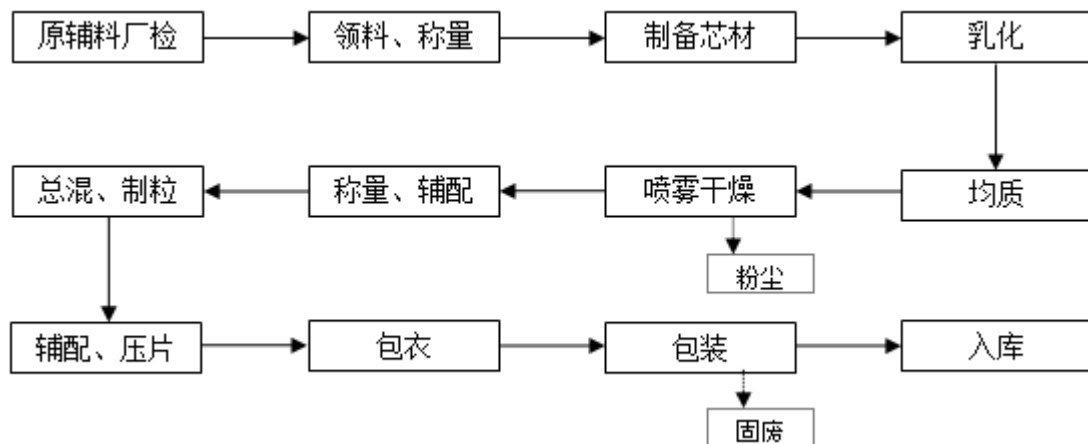 原辅料厂检
领料、称量
制备芯材
乳化
总混、制粒
称量、辅配
喷雾干燥
均质
粉尘
辅配、压片
包衣
包装
入库
固废